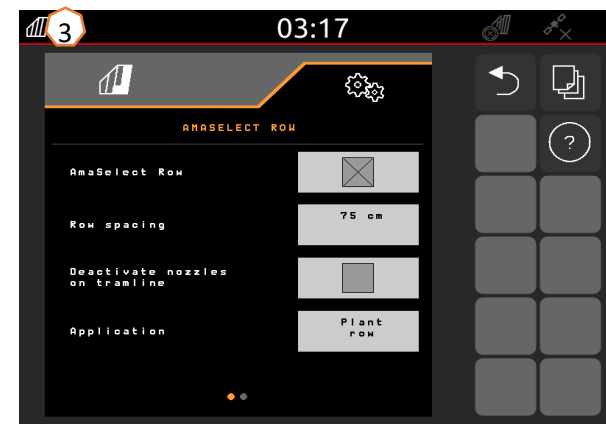 3
03:17
AMASELECT ROW
AmaSelect Row
Row spacing
75 cm
Deactivate nozzles
on tramline
Application
Plant
row
?